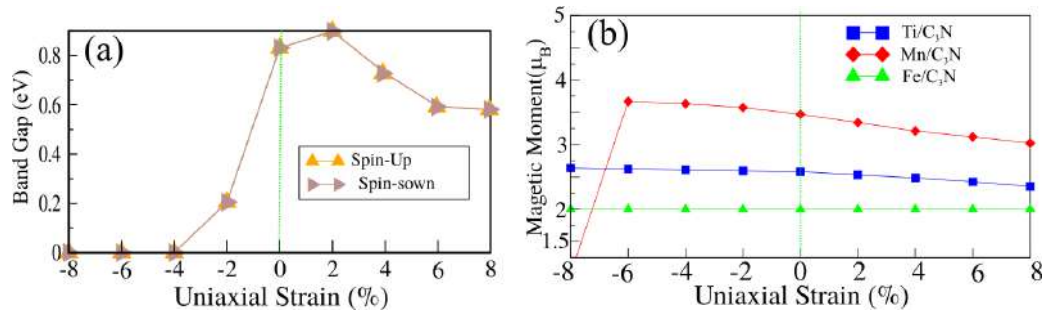 (a)
Band Gap (eV)
0.8
0.6
0.4
0.2
0
-8 -6 -4 -2 0 2 4 6 8
Uniaxial Strain (%)
Spin-Up
Spin-sown
(b)
Magetic Moment(μB)
5
4
3
2
1
-8 -6 -4 -2 0 2 4 6 8
Uniaxial Strain (%)
Ti/C₃N
Mn/C₃N
Fe/C₃N